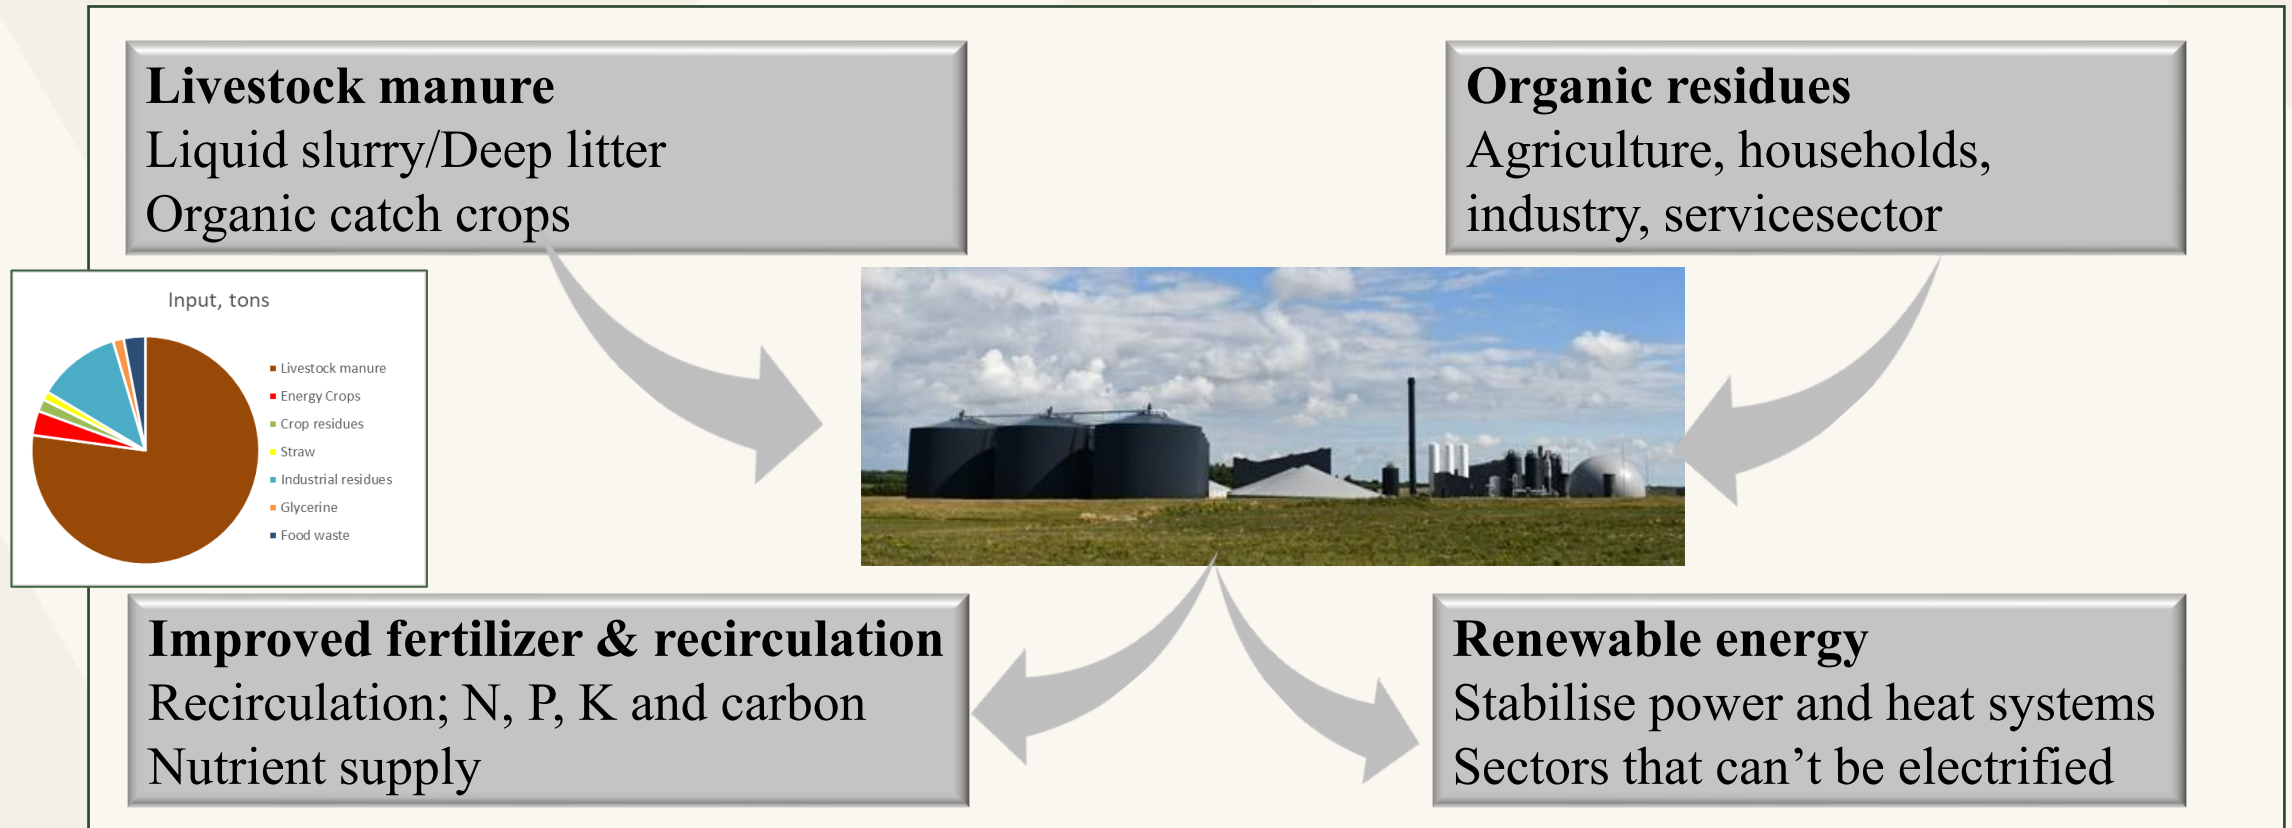 Livestock manure
Liquid slurry/Deep litter
Organic catch crops
Organic residues
Agriculture, households,
industry, servicesector
Input, tons
Livestock manure
Energy Crops
Crop residues
Straw
Industrial residues
Glycerine
Food waste
Improved fertilizer & recirculation
Recirculation; N, P, K and carbon
Nutrient supply
Renewable energy
Stabilise power and heat systems
Sectors that can’t be electrified